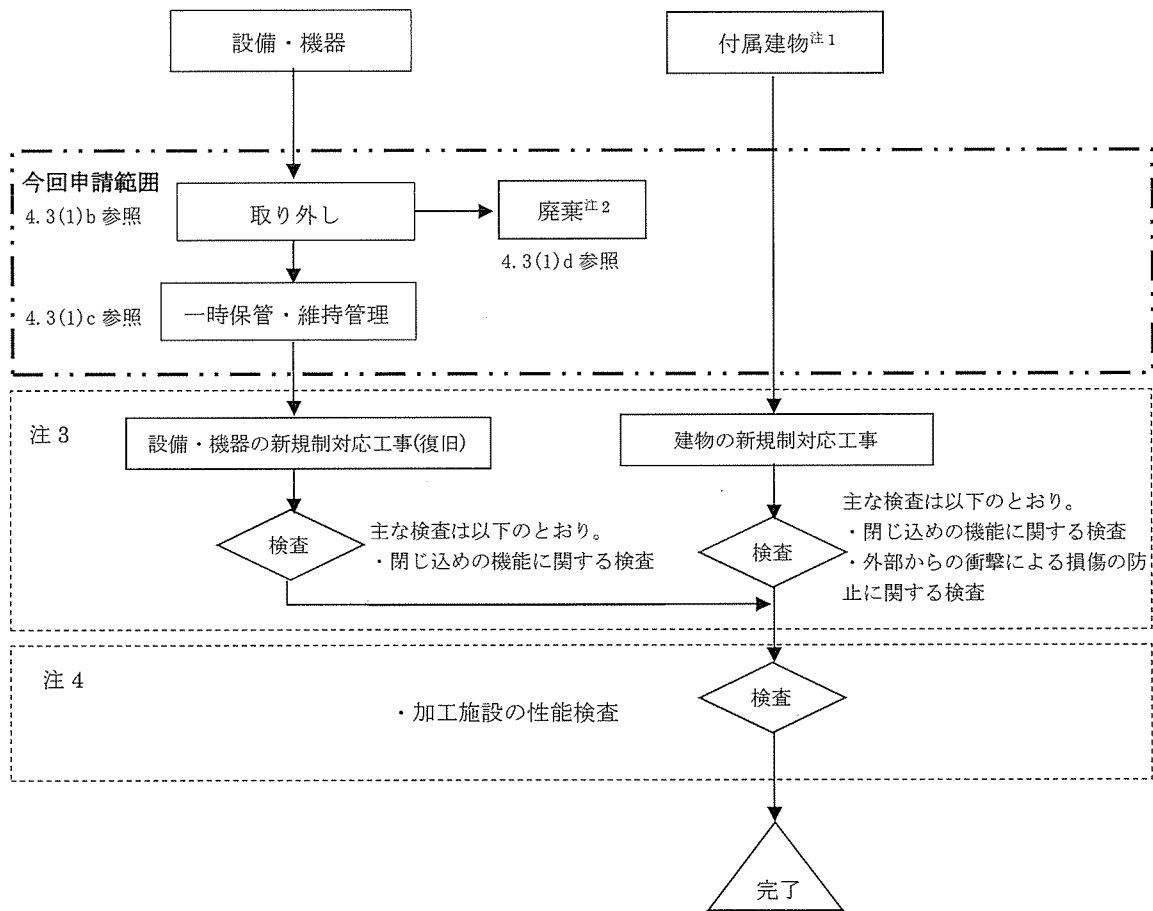 設備・機器
付属建物注1
今回申請範囲
4.3(1)b 参照
取り外し
廃棄注2
4.3(1)d 参照
4.3(1)c 参照
一時保管・維持管理
注 3
設備・機器の新規制対応工事(復旧)
建物の新規制対応工事
検査
主な検査は以下のとおり。
・閉じ込めの機能に関する検査
検査
主な検査は以下のとおり。
・閉じ込めの機能に関する検査
・外部からの衝撃による損傷の防
止に関する検査
注 4
・加工施設の性能検査
検査
完了